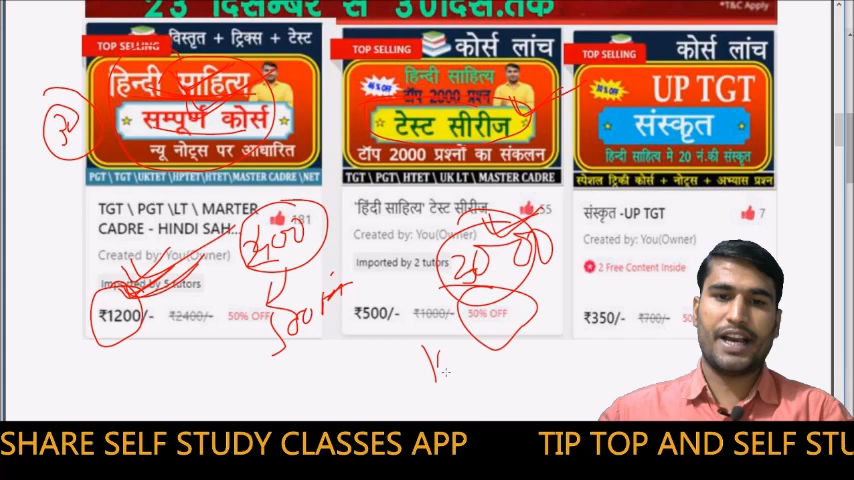 23 दिसम्बर से 30दिस.तक
*T&C Apply
TOP SELLING
विस्तृत + ट्रिक्स + टेस्ट
हिन्दी साहित्य
सम्पूर्ण कोर्स
न्यू नोट्स पर आधारित
PGT \ TGT \UKTET \HPTET\HTET\MASTER CADRE \NET
TGT \ PGT \LT \ MARTER
CADRE - HINDI SAH...
181
Created by: You(Owner)
Imported by 5 tutors
₹1200/- ₹2400/- 50% OFF
TOP SELLING
कोर्स लांच
हिन्दी साहित्य
टॉप 2000 प्रश्न
टेस्ट सीरीज
टॉप 2000 प्रश्नों का संकलन
TGT \ PGT \ HTET \ UK LT \ MASTER CADRE
'हिंदी साहित्य' टेस्ट सीरीज
55
Created by: You(Owner)
Imported by 2 tutors
₹500/- ₹1000/- 50% OFF
TOP SELLING
कोर्स लांच
UP TGT
संस्कृत
हिन्दी साहित्य में 20 नं.की संस्कृत
स्पेशल ट्रिकी कोर्स + नोट्स + अभ्यास प्रश्न
संस्कृत -UP TGT
7
Created by: You(Owner)
2 Free Content Inside
₹350/- ₹700/-
SHARE SELF STUDY CLASSES APP TIP TOP AND SELF STU